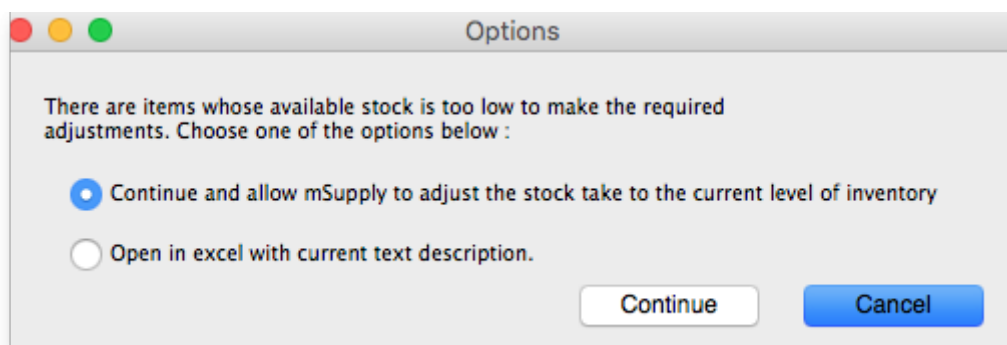 Options
There are items whose available stock is too low to make the required
adjustments. Choose one of the options below :
Continue and allow mSupply to adjust the stock take to the current level of inventory
Open in excel with current text description.
Continue
Cancel